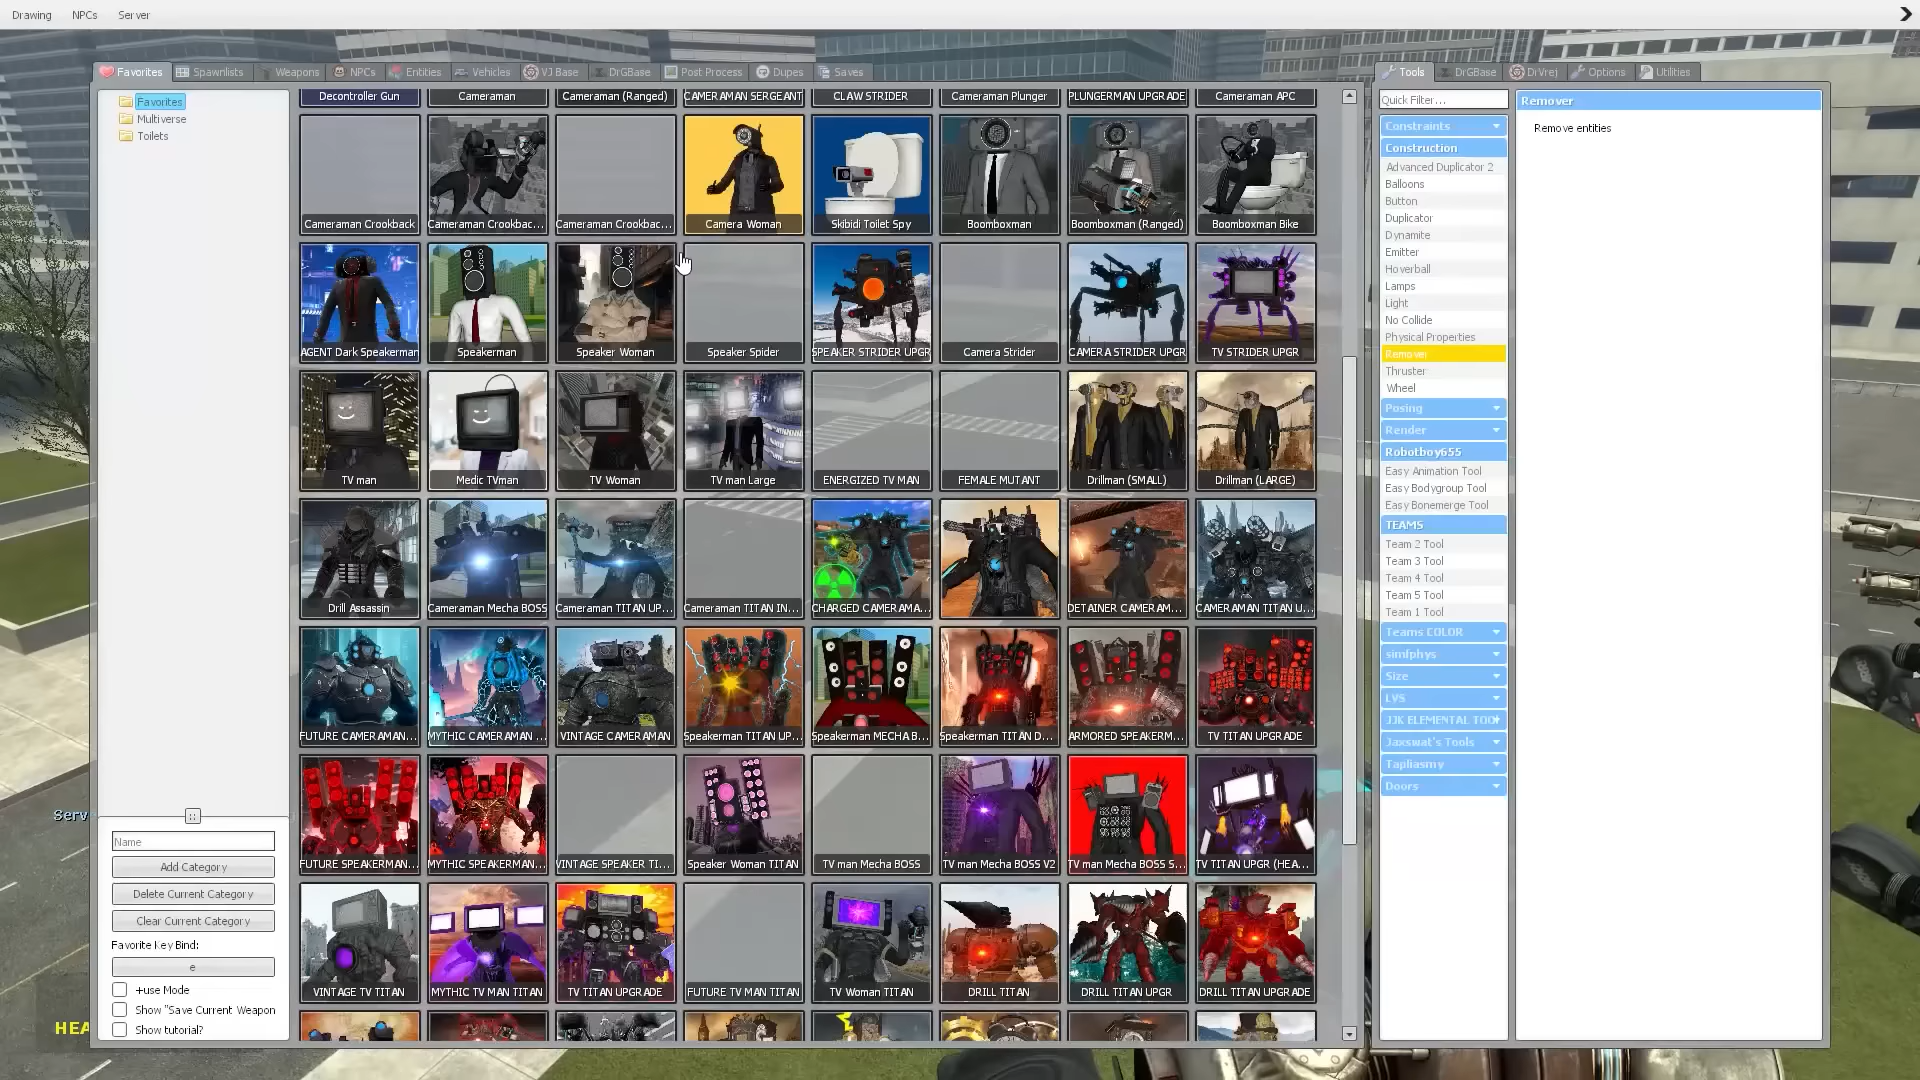 Drawing NPCs Server
Favorites Spawnlists Weapons NPCs Entities Vehicles VJ Base DrGBase Post Process Dupes Saves
Tools DrGBase DrVrej Options Utilities
Favorites
Multiverse
Toilets
Decontroller Gun Cameraman Cameraman (Ranged) CAMERAMAN SERGEANT CLAW STRIDER Cameraman Plunger PLUNGERMAN UPGRADE Cameraman APC
Cameraman Crookback Cameraman Crookbac... Cameraman Crookbac... Camera Woman Skibidi Toilet Spy Boomboxman Boomboxman (Ranged) Boomboxman Bike
AGENT Dark Speakerman Speakerman Speaker Woman Speaker Spider SPEAKER STRIDER UPGR Camera Strider CAMERA STRIDER UPGR TV STRIDER UPGR
TV man Medic TVman TV Woman TV man Large ENERGIZED TV MAN FEMALE MUTANT Drillman (SMALL) Drillman (LARGE)
Drill Assassin Cameraman Mecha BOSS Cameraman TITAN UP... Cameraman TITAN IN... CHARGED CAMERAMA... DETAINER CAMERAM... CAMERAMAN TITAN U...
FUTURE CAMERAMAN... MYTHIC CAMERAMAN ... VINTAGE CAMERAMAN Speakerman TITAN UP... Speakerman MECHA B... Speakerman TITAN D... ARMORED SPEAKERM... TV TITAN UPGRADE
FUTURE SPEAKERMAN... MYTHIC SPEAKERMAN... VINTAGE SPEAKER TI... Speaker Woman TITAN TV man Mecha BOSS TV man Mecha BOSS V2 TV man Mecha BOSS S... TV TITAN UPGR (HEA...
VINTAGE TV TITAN MYTHIC TV MAN TITAN TV TITAN UPGRADE FUTURE TV MAN TITAN TV Woman TITAN DRILL TITAN DRILL TITAN UPGR DRILL TITAN UPGRADE
Serv
Name
Add Category
Delete Current Category
Clear Current Category
Favorite Key Bind:
e
+use Mode
Show "Save Current Weapon
Show tutorial?
HEA
Quick Filter...
Constraints
Construction
Advanced Duplicator 2
Balloons
Button
Duplicator
Dynamite
Emitter
Hoverball
Lamps
Light
No Collide
Physical Properties
Remover
Thruster
Wheel
Posing
Render
Robotboy655
Easy Animation Tool
Easy Bodygroup Tool
Easy Bonemerge Tool
TEAMS
Team 2 Tool
Team 3 Tool
Team 4 Tool
Team 5 Tool
Team 1 Tool
Teams COLOR
simfphys
Size
LVS
JJK ELEMENTAL TOO
Jaxswat's Tools
Tapliasmy
Doors
Remover
Remove entities